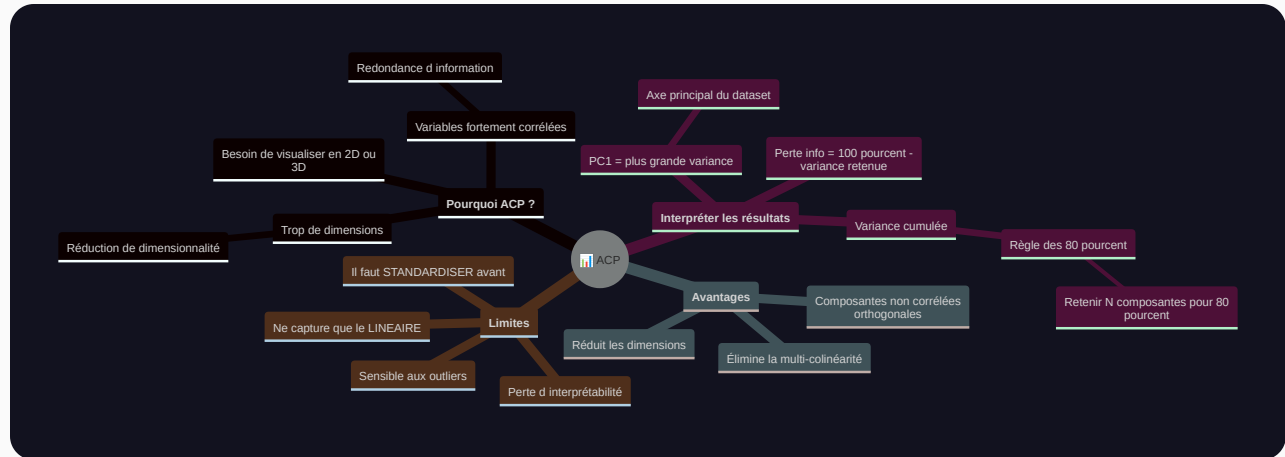 Redondance d information
Variables fortement corrélées
Besoin de visualiser en 2D ou
3D
Pourquoi ACP ?
Trop de dimensions
Réduction de dimensionnalité
Axe principal du dataset
PC1 = plus grande variance
Perte info = 100 pourcent -
variance retenue
Interpréter les résultats
Variance cumulée
Règle des 80 pourcent
Retenir N composantes pour 80
pourcent
📊 ACP
Il faut STANDARDISER avant
Ne capture que le LINEAIRE
Limites
Sensible aux outliers
Perte d interprétabilité
Avantages
Composantes non corrélées
orthogonales
Réduit les dimensions
Élimine la multi-colinéarité